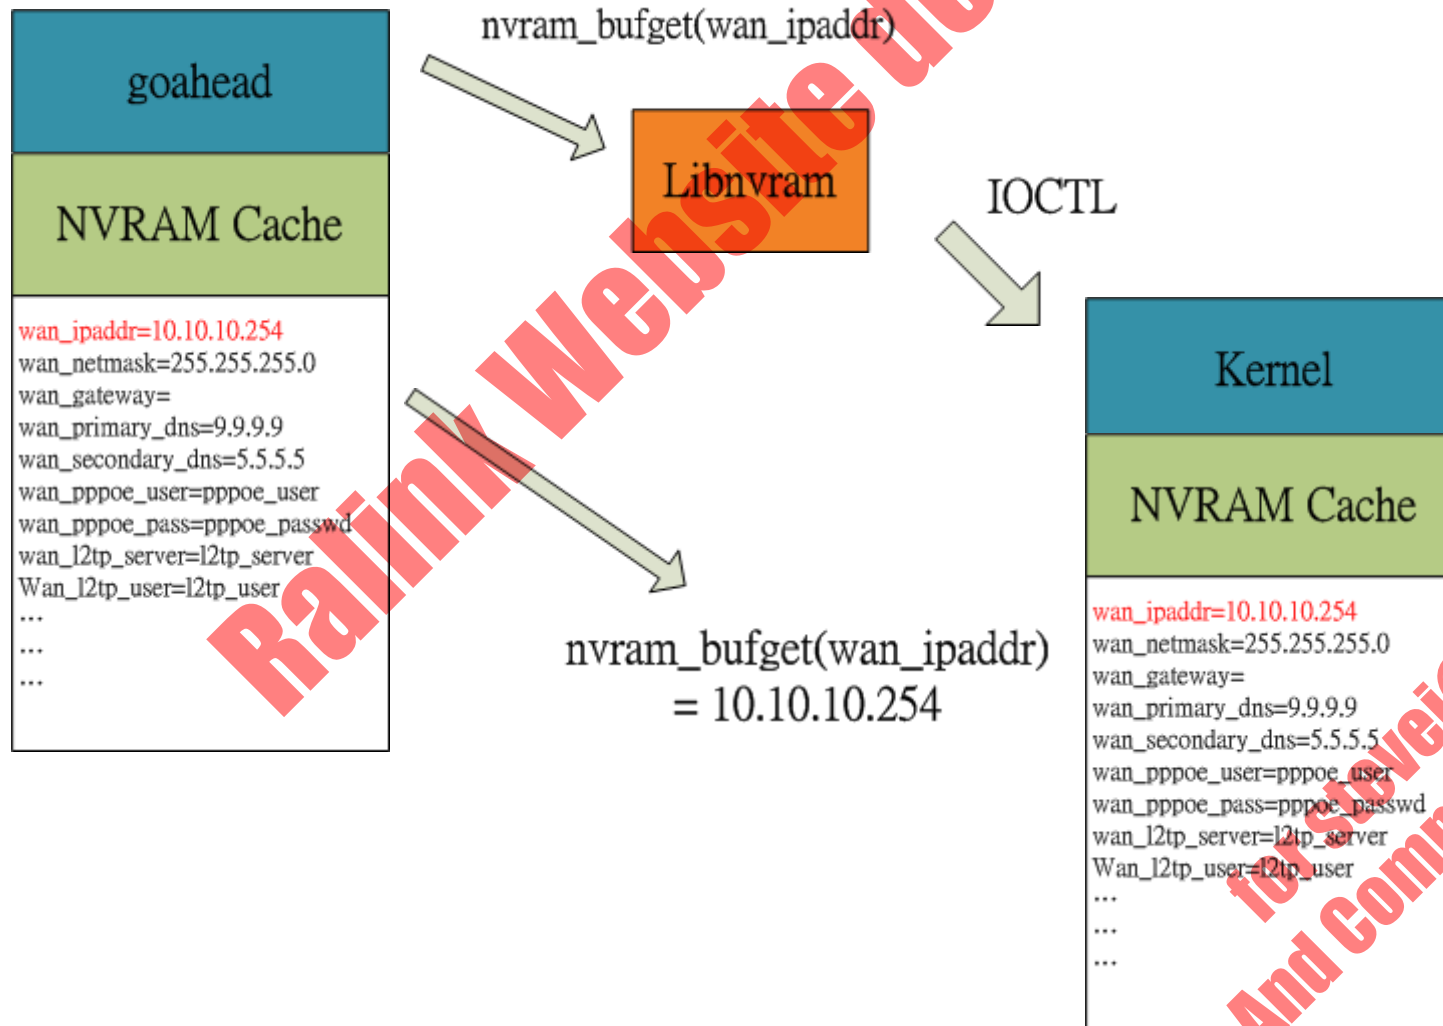 nvram_bufget(wan_ipaddr)
goahead
NVRAM Cache
wan_ipaddr=10.10.10.254
wan_netmask=255.255.255.0
wan_gateway=
wan_primary_dns=9.9.9.9
wan_secondary_dns=5.5.5.5
wan_pppoe_user=pppoe_user
wan_pppoe_pass=pppoe_passwd
wan_l2tp_server=l2tp_server
Wan_l2tp_user=l2tp_user
...
...
...
Libnvram
IOCTL
nvram_bufget(wan_ipaddr)
= 10.10.10.254
Kernel
NVRAM Cache
wan_ipaddr=10.10.10.254
wan_netmask=255.255.255.0
wan_gateway=
wan_primary_dns=9.9.9.9
wan_secondary_dns=5.5.5.5
wan_pppoe_user=pppoe_user
wan_pppoe_pass=pppoe_passwd
wan_l2tp_server=l2tp_server
Wan_l2tp_user=l2tp_user
...
...
...
Ralink Website
for
And